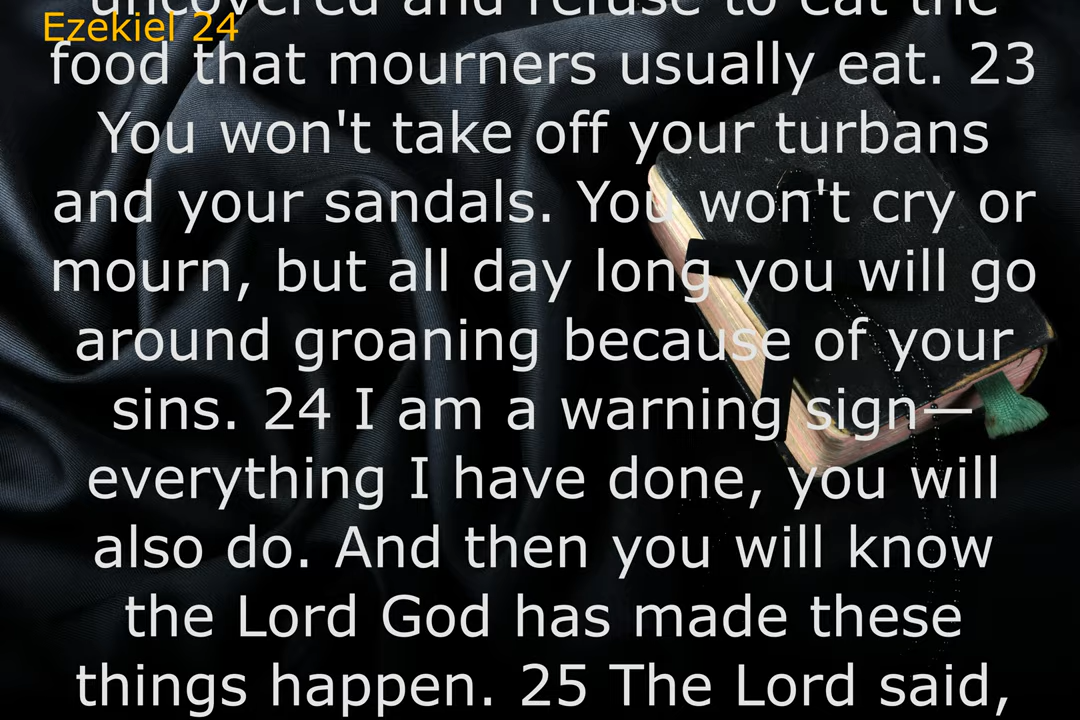 uncovered and refuse to eat the
Ezekiel 24
food that mourners usually eat. 23
You won't take off your turbans
and your sandals. You won't cry or
mourn, but all day long you will go
around groaning because of your
sins. 24 I am a warning sign—
everything I have done, you will
also do. And then you will know
the Lord God has made these
things happen. 25 The Lord said,